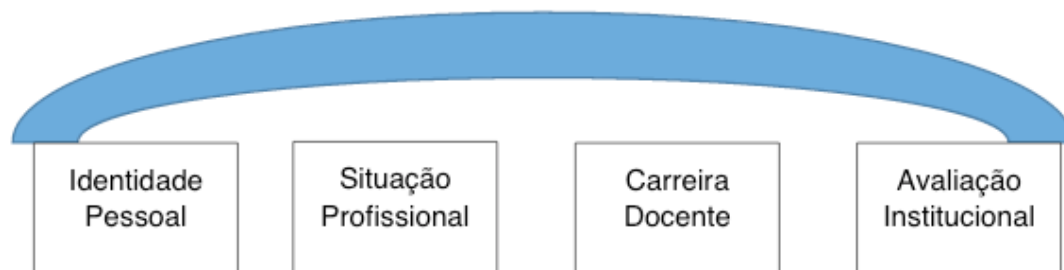 Identidade
Pessoal
Situação
Profissional
Carreira
Docente
Avaliação
Institucional